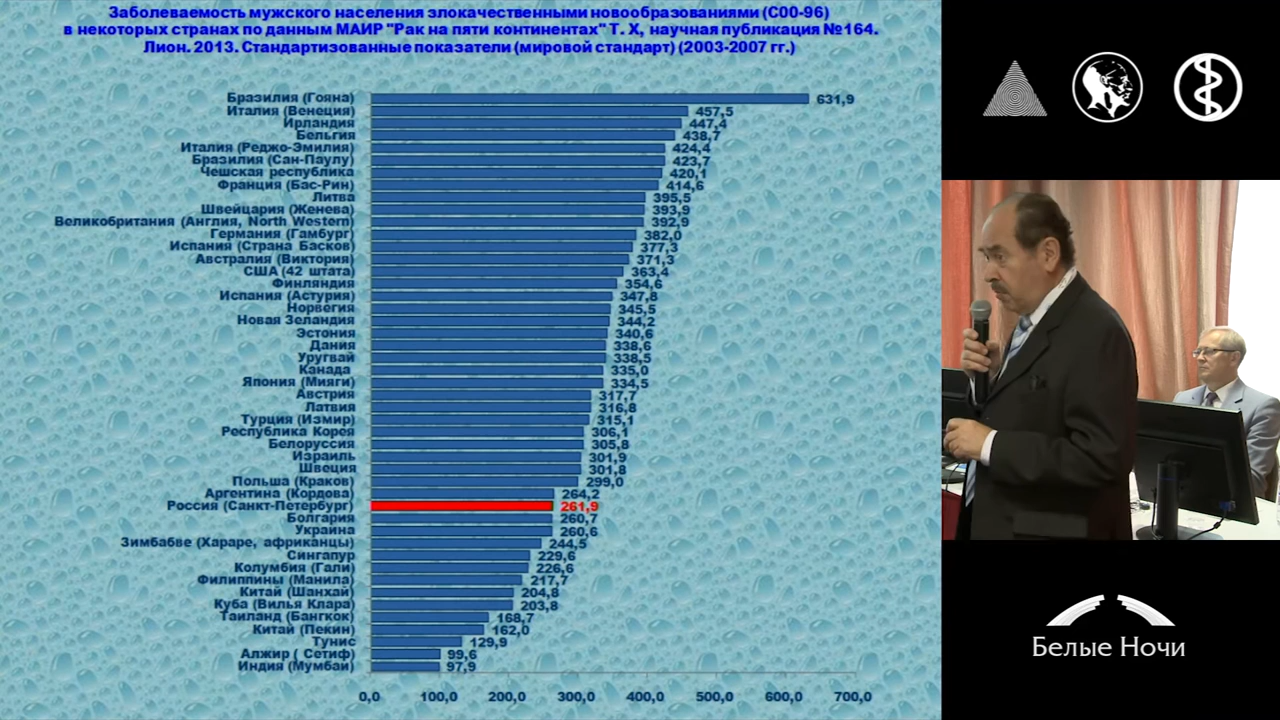 Заболеваемость мужского населения злокачественными новообразованиями (С00-96)
в некоторых странах по данным МАИР "Рак на пяти континентах" Т. X, научная публикация №164.
Лион. 2013. Стандартизованные показатели (мировой стандарт) (2003-2007 гг.)
Бразилия (Гояна) 631,9
Италия (Венеция) 457,5
Ирландия 447,4
Бельгия 438,7
Италия (Реджо-Эмилия) 424,4
Бразилия (Сан-Паулу) 423,7
Чешская республика 420,1
Франция (Бас-Рин) 414,6
Литва 395,5
Швейцария (Женева) 393,9
Великобритания (Англия, North Western) 392,9
Германия (Гамбург) 382,0
Испания (Страна Басков) 377,3
Австралия (Виктория) 371,3
США (42 штата) 363,4
Финляндия 354,6
Испания (Астурия) 347,8
Норвегия 345,5
Новая Зеландия 344,2
Эстония 340,6
Дания 338,6
Уругвай 338,5
Канада 335,0
Япония (Мияги) 334,5
Австрия 317,7
Латвия 316,8
Турция (Измир) 315,1
Республика Корея 306,1
Белоруссия 305,8
Израиль 301,9
Швеция 301,8
Польша (Краков) 299,0
Аргентина (Кордова) 264,2
Россия (Санкт-Петербург) 261,9
Болгария 260,7
Украина 260,6
Зимбабве (Хараре, африканцы) 244,5
Сингапур 229,6
Колумбия (Гали) 226,6
Филиппины (Манила) 217,7
Китай (Шанхай) 204,8
Куба (Вилья Клара) 203,8
Таиланд (Бангкок) 168,7
Китай (Пекин) 162,0
Тунис 129,9
Алжир ( Сетиф) 99,6
Индия (Мумбаи) 97,9
0,0 100,0 200,0 300,0 400,0 500,0 600,0 700,0
Белые Ночи